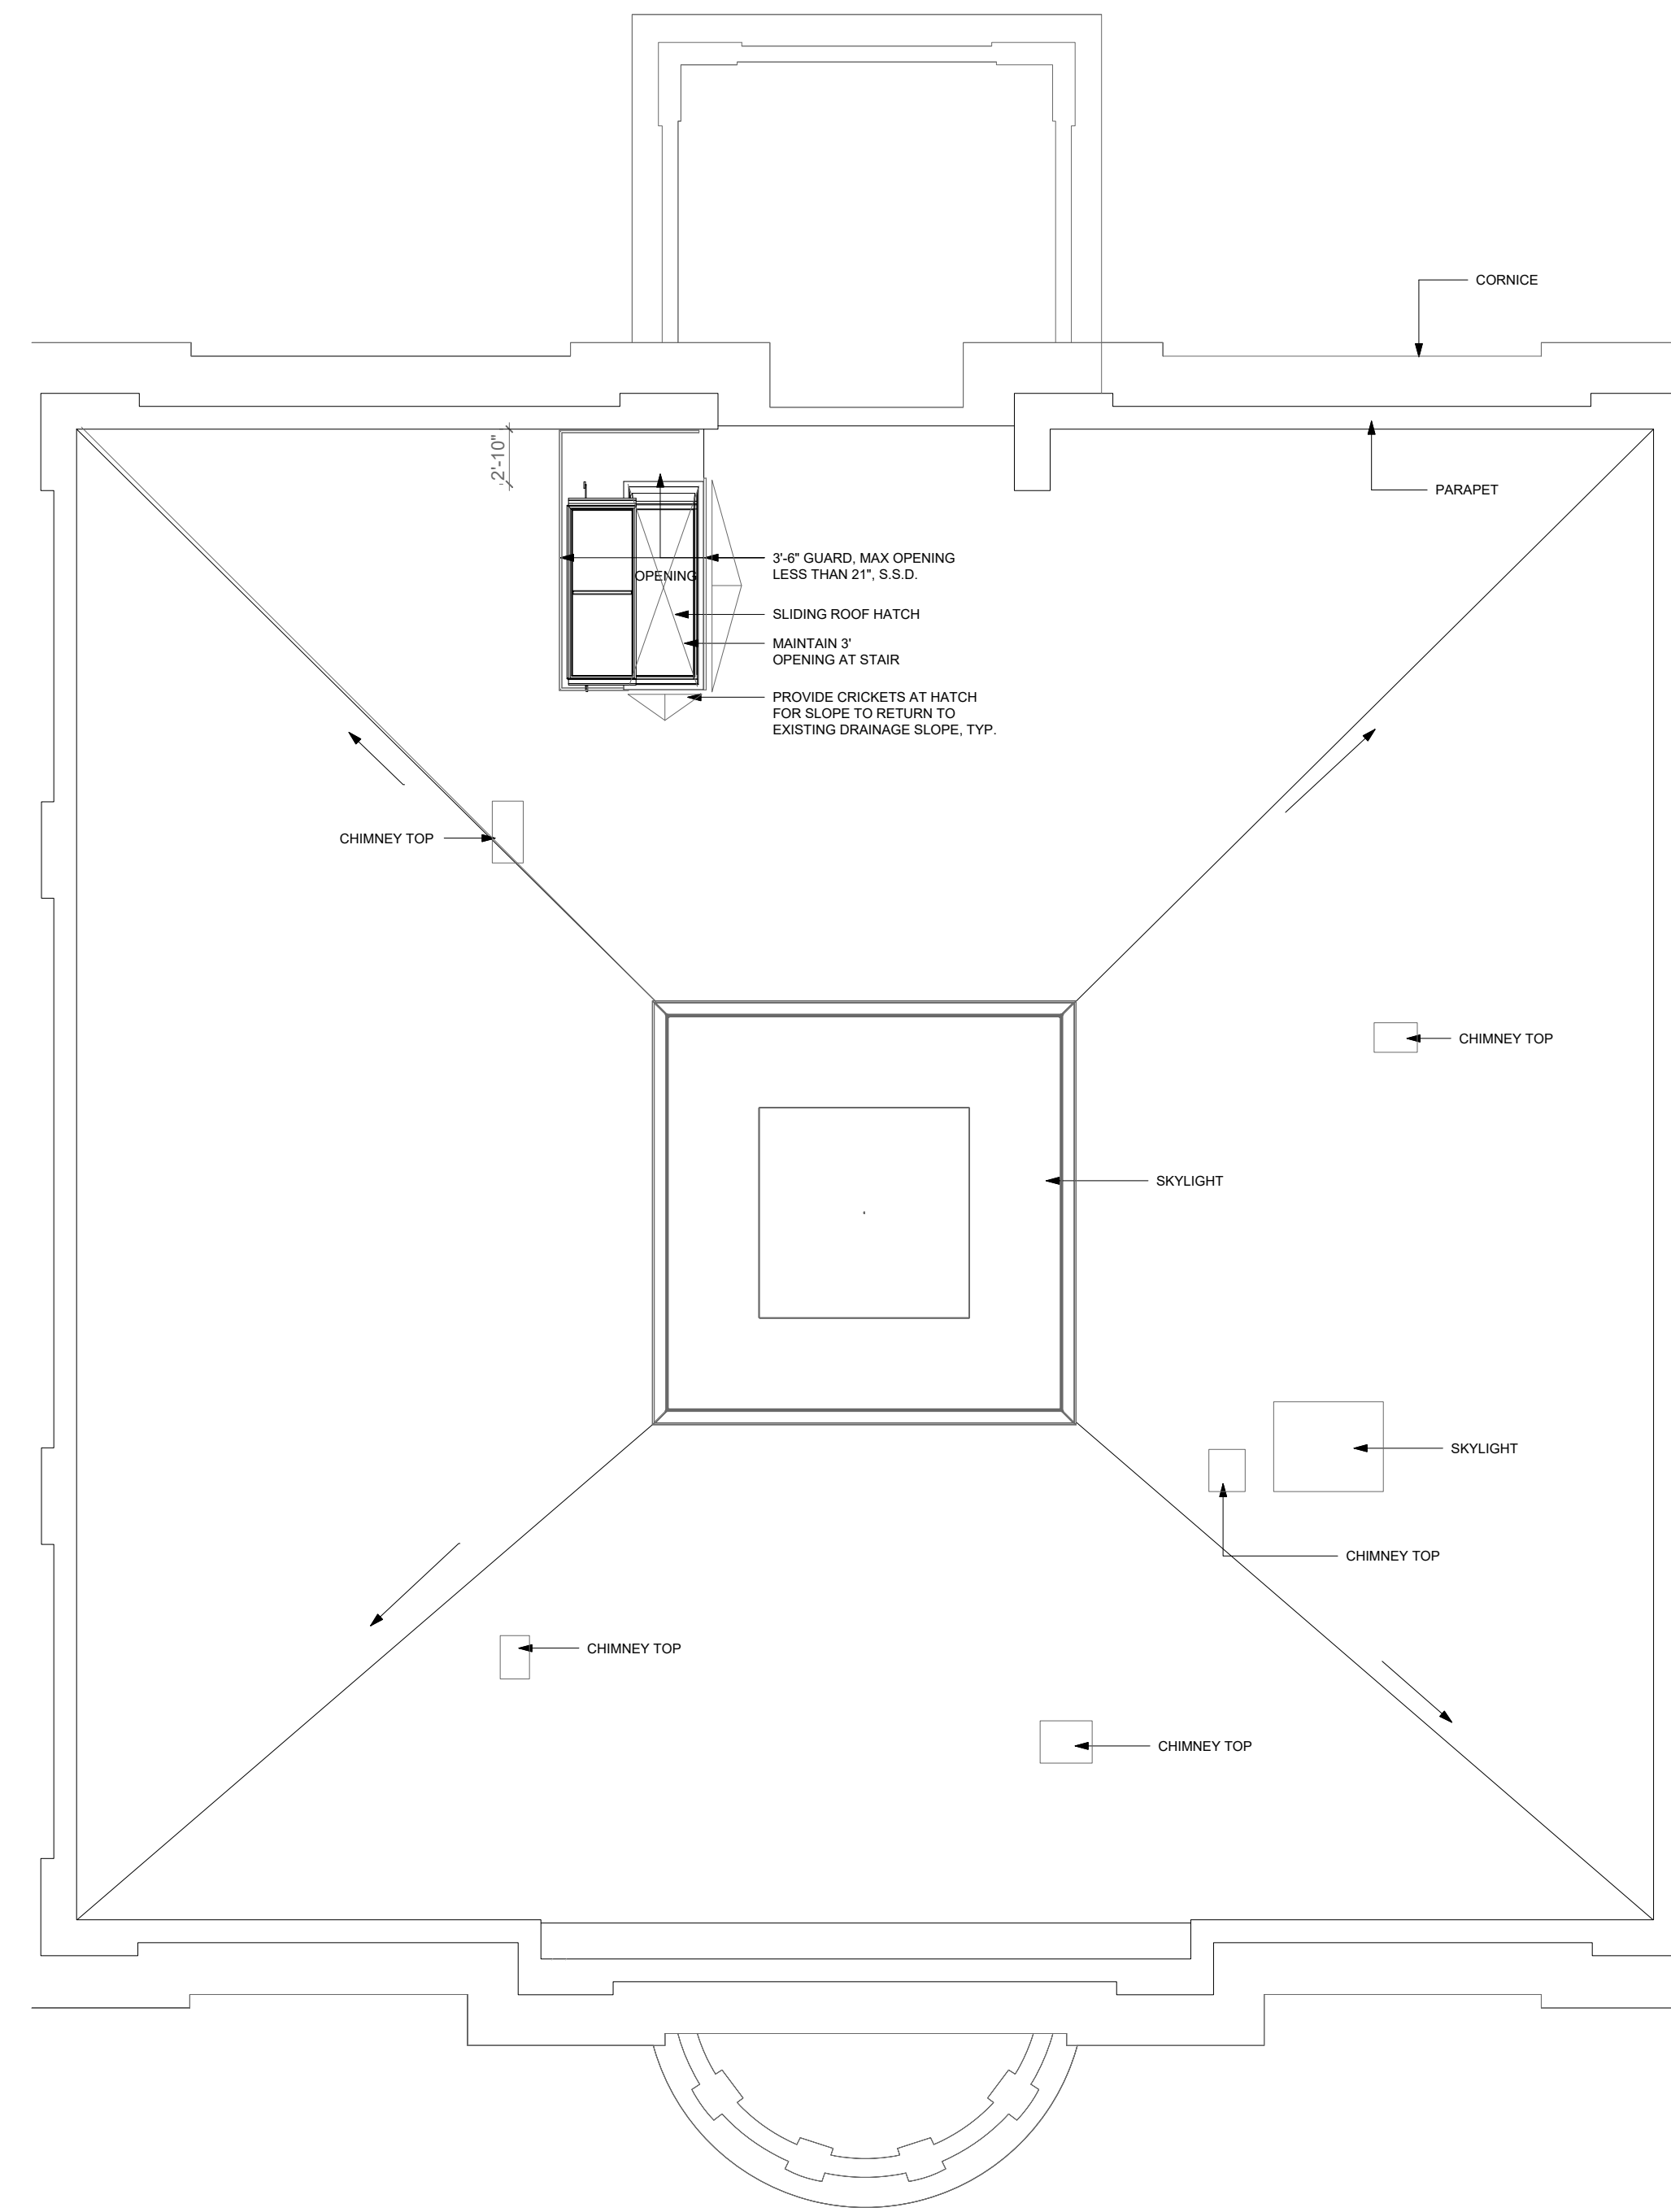 CORNICE
2'-10"
PARAPET
3'-6" GUARD, MAX OPENING
LESS THAN 21", S.S.D.
OPENING
SLIDING ROOF HATCH
MAINTAIN 3'
OPENING AT STAIR
PROVIDE CRICKETS AT HATCH
FOR SLOPE TO RETURN TO
EXISTING DRAINAGE SLOPE, TYP.
CHIMNEY TOP
CHIMNEY TOP
SKYLIGHT
SKYLIGHT
CHIMNEY TOP
CHIMNEY TOP
CHIMNEY TOP